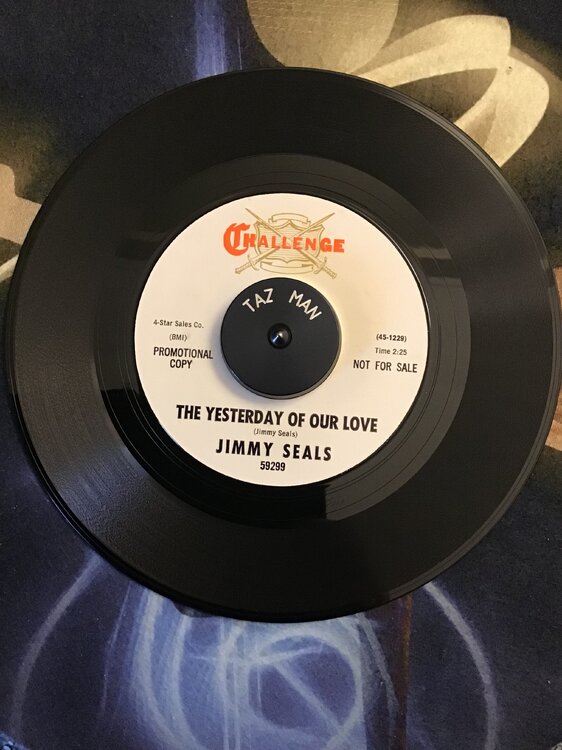 CHALLENGE
TAZ MAN
4-Star Sales Co.
(BMI)
PROMOTIONAL
COPY
(45-1229)
Time 2:25
NOT FOR SALE
THE YESTERDAY OF OUR LOVE
(Jimmy Seals)
JIMMY SEALS
59299